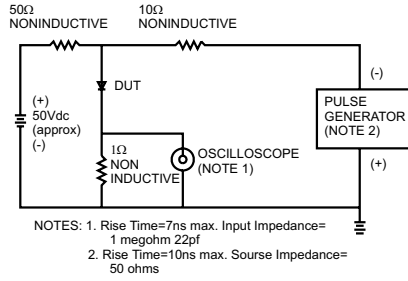 50Ω
NONINDUCTIVE
10Ω
NONINDUCTIVE
(+)
50Vdc
(approx)
(-)
DUT
1Ω
NON
INDUCTIVE
OSCILLOSCOPE
(NOTE 1)
(-)
PULSE
GENERATOR
(NOTE 2)
(+)
NOTES: 1. Rise Time=7ns max. Input Impedance=
1 megohm 22pf
2. Rise Time=10ns max. Sourse Impedance=
50 ohms